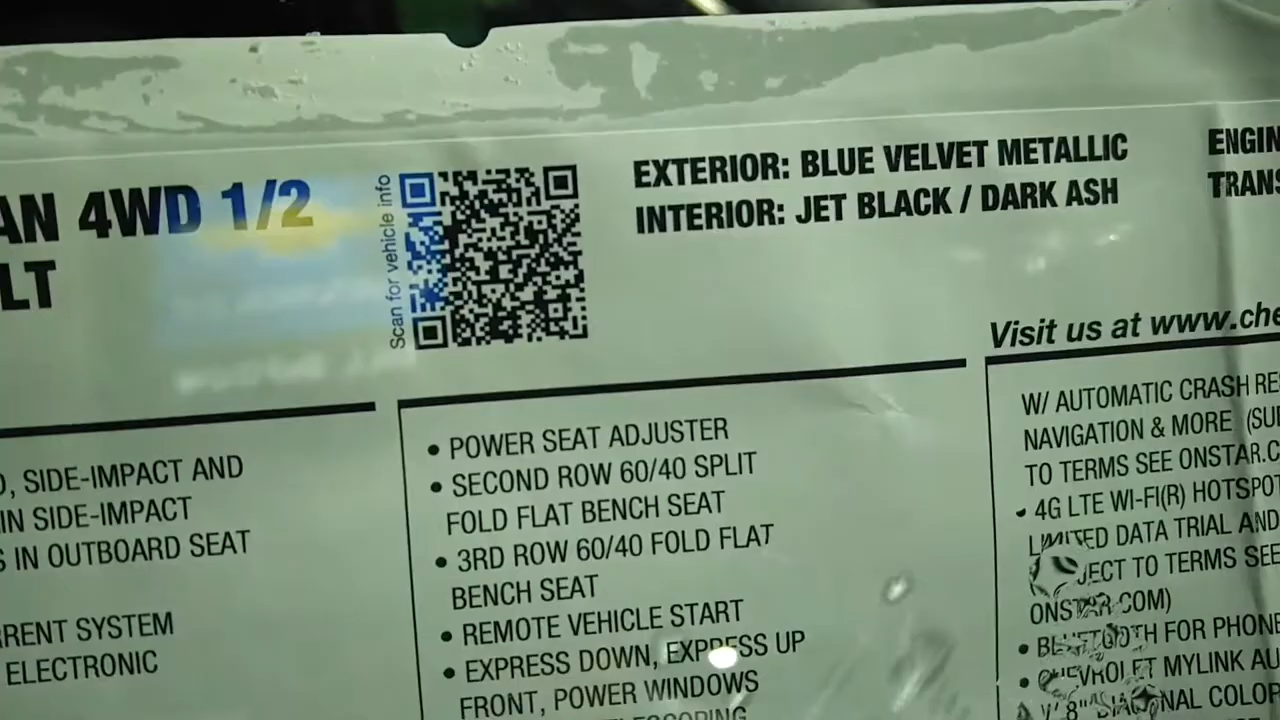 AN 4WD 1/2
LT
Scan for vehicle info
EXTERIOR: BLUE VELVET METALLIC
INTERIOR: JET BLACK / DARK ASH
ENGIN
TRANS
Visit us at www.che
, SIDE-IMPACT AND
IN SIDE-IMPACT
S IN OUTBOARD SEAT
RRENT SYSTEM
ELECTRONIC
• POWER SEAT ADJUSTER
• SECOND ROW 60/40 SPLIT
FOLD FLAT BENCH SEAT
• 3RD ROW 60/40 FOLD FLAT
BENCH SEAT
• REMOTE VEHICLE START
• EXPRESS DOWN, EXPRESS UP
FRONT, POWER WINDOWS
W/ AUTOMATIC CRASH RE
NAVIGATION & MORE (SU
TO TERMS SEE ONSTAR.C
• 4G LTE WI-FI(R) HOTSPOT
LIMITED DATA TRIAL AND
JECT TO TERMS SEE
ONSTAR.COM)
• BLUETOOTH FOR PHONE
• CHEVROLET MYLINK AU
W/ 8" DIAGONAL COLOR